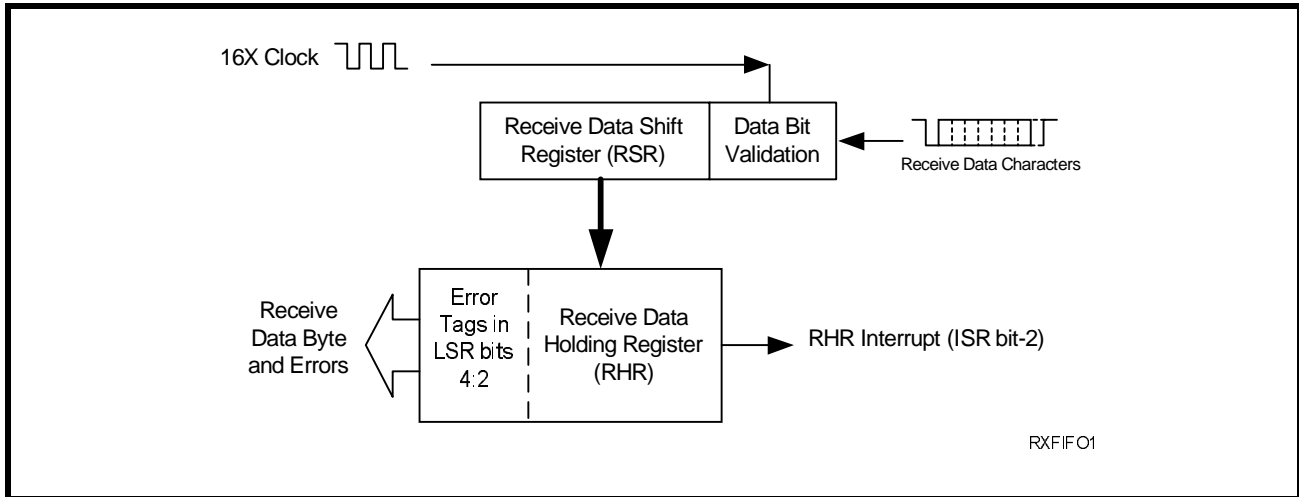 16X Clock
Receive Data Shift
Register (RSR)
Data Bit
Validation
Receive Data Characters
Receive
Data Byte
and Errors
Error
Tags in
LSR bits
4:2
Receive Data
Holding Register
(RHR)
RHR Interrupt (ISR bit-2)
RXFIFO1